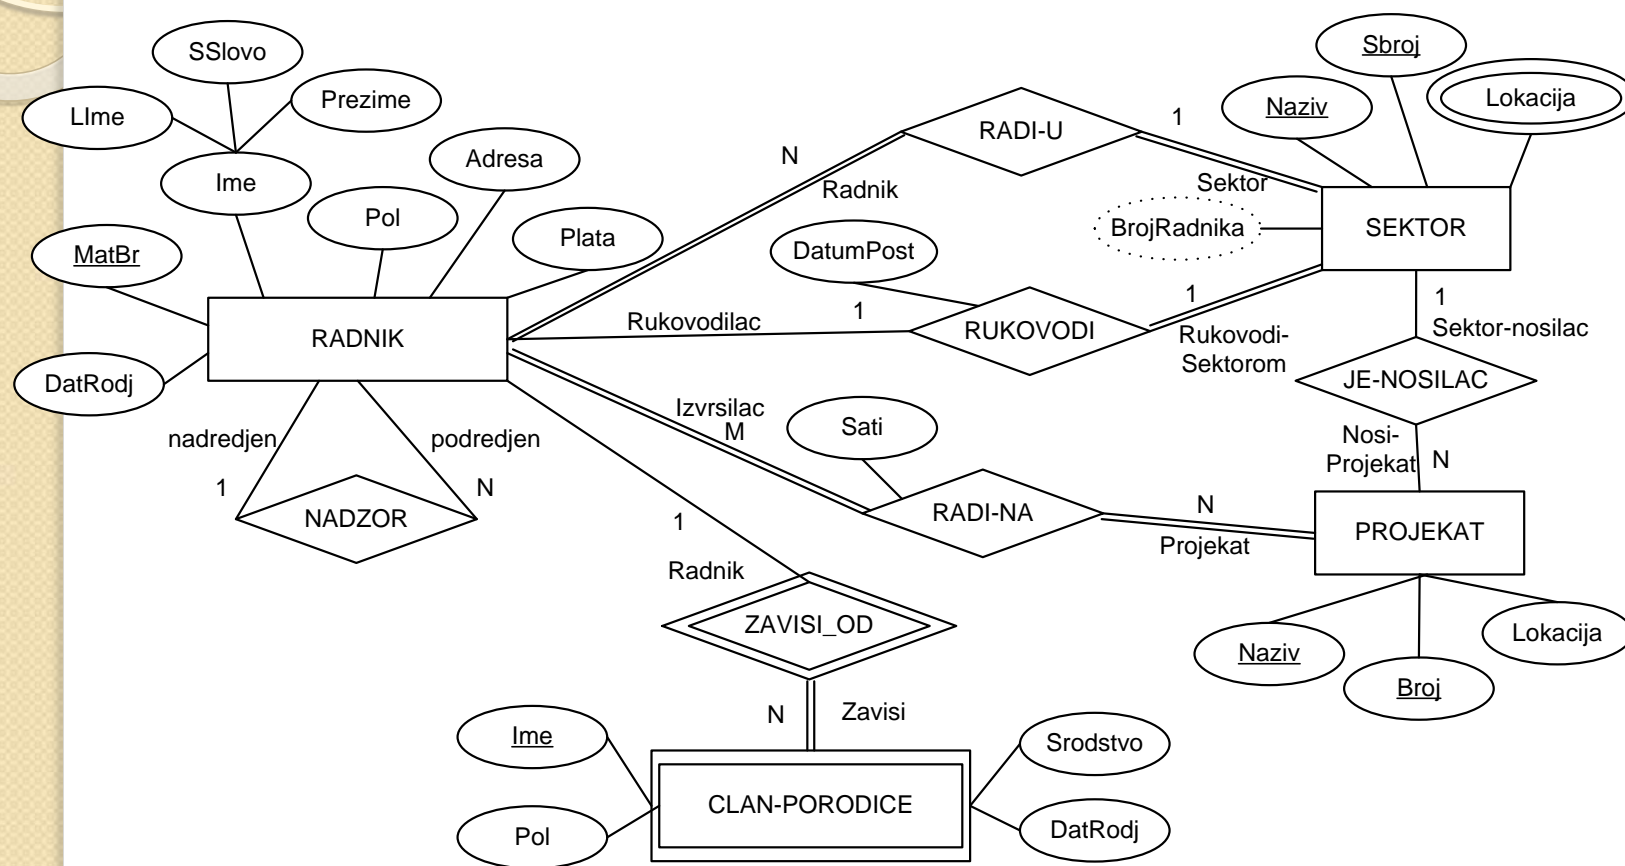 SSlovo
Sbroj
LIme
Prezime
Naziv
Lokacija
RADI-U
1
N
Adresa
Ime
Radnik
Sektor
Pol
BrojRadnika
SEKTOR
MatBr
Plata
DatumPost
1
1
Rukovodilac
1
RADNIK
RUKOVODI
Rukovodi-
Sektorom
Sektor-nosilac
DatRodj
JE-NOSILAC
Izvrsilac
M
Sati
nadredjen
podredjen
Nosi-
Projekat
N
1
N
NADZOR
RADI-NA
N
Projekat
PROJEKAT
1
Radnik
ZAVISI_OD
Naziv
Broj
Lokacija
N
Zavisi
Ime
Srodstvo
CLAN-PORODICE
Pol
DatRodj